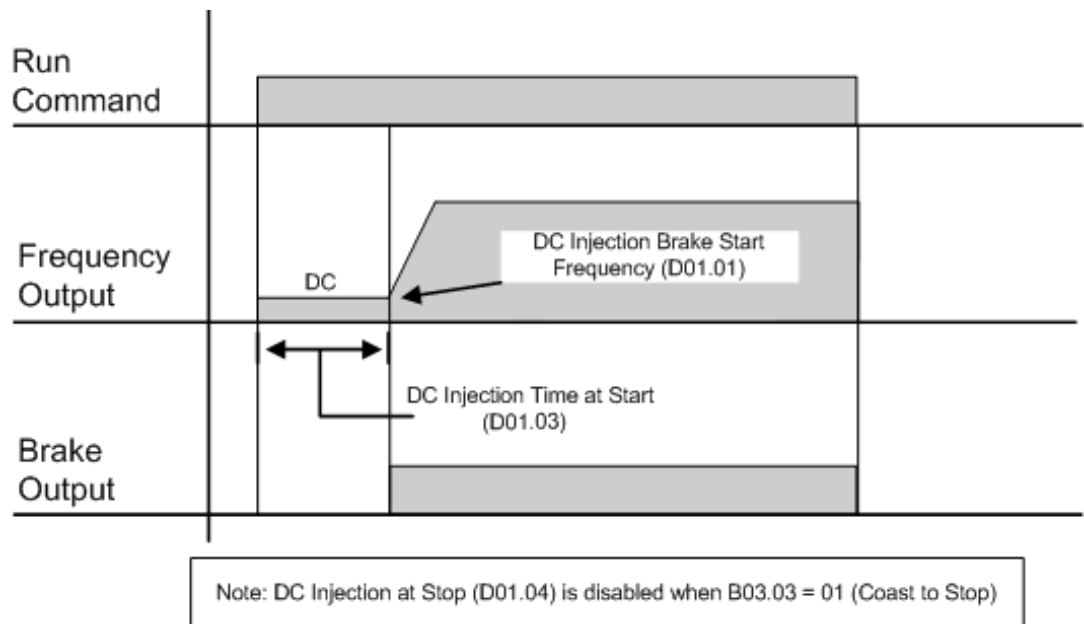 Run
Command
Frequency
Output
DC
DC Injection Brake Start
Frequency (D01.01)
DC Injection Time at Start
(D01.03)
Brake
Output
Note: DC Injection at Stop (D01.04) is disabled when B03.03 = 01 (Coast to Stop)